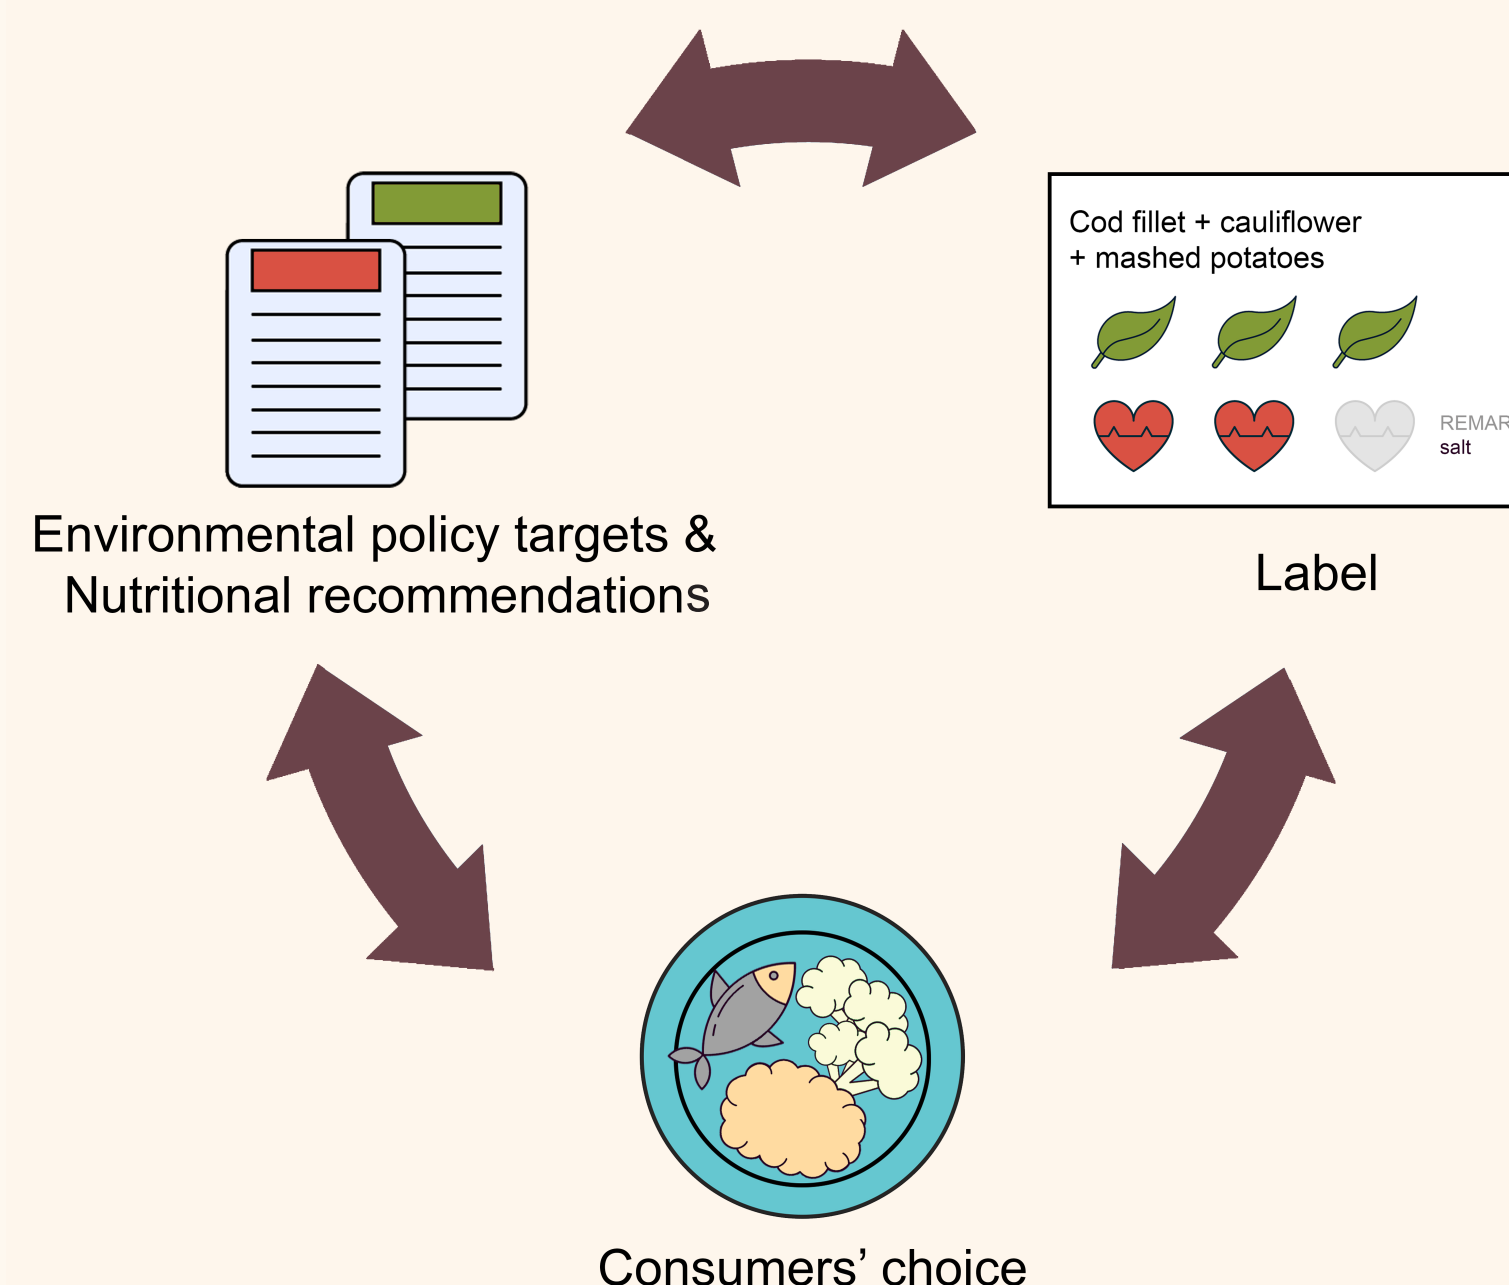 Cod fillet + cauliflower
+ mashed potatoes
salt
Environmental policy targets &
Nutritional recommendations
Label
Consumers’ choice